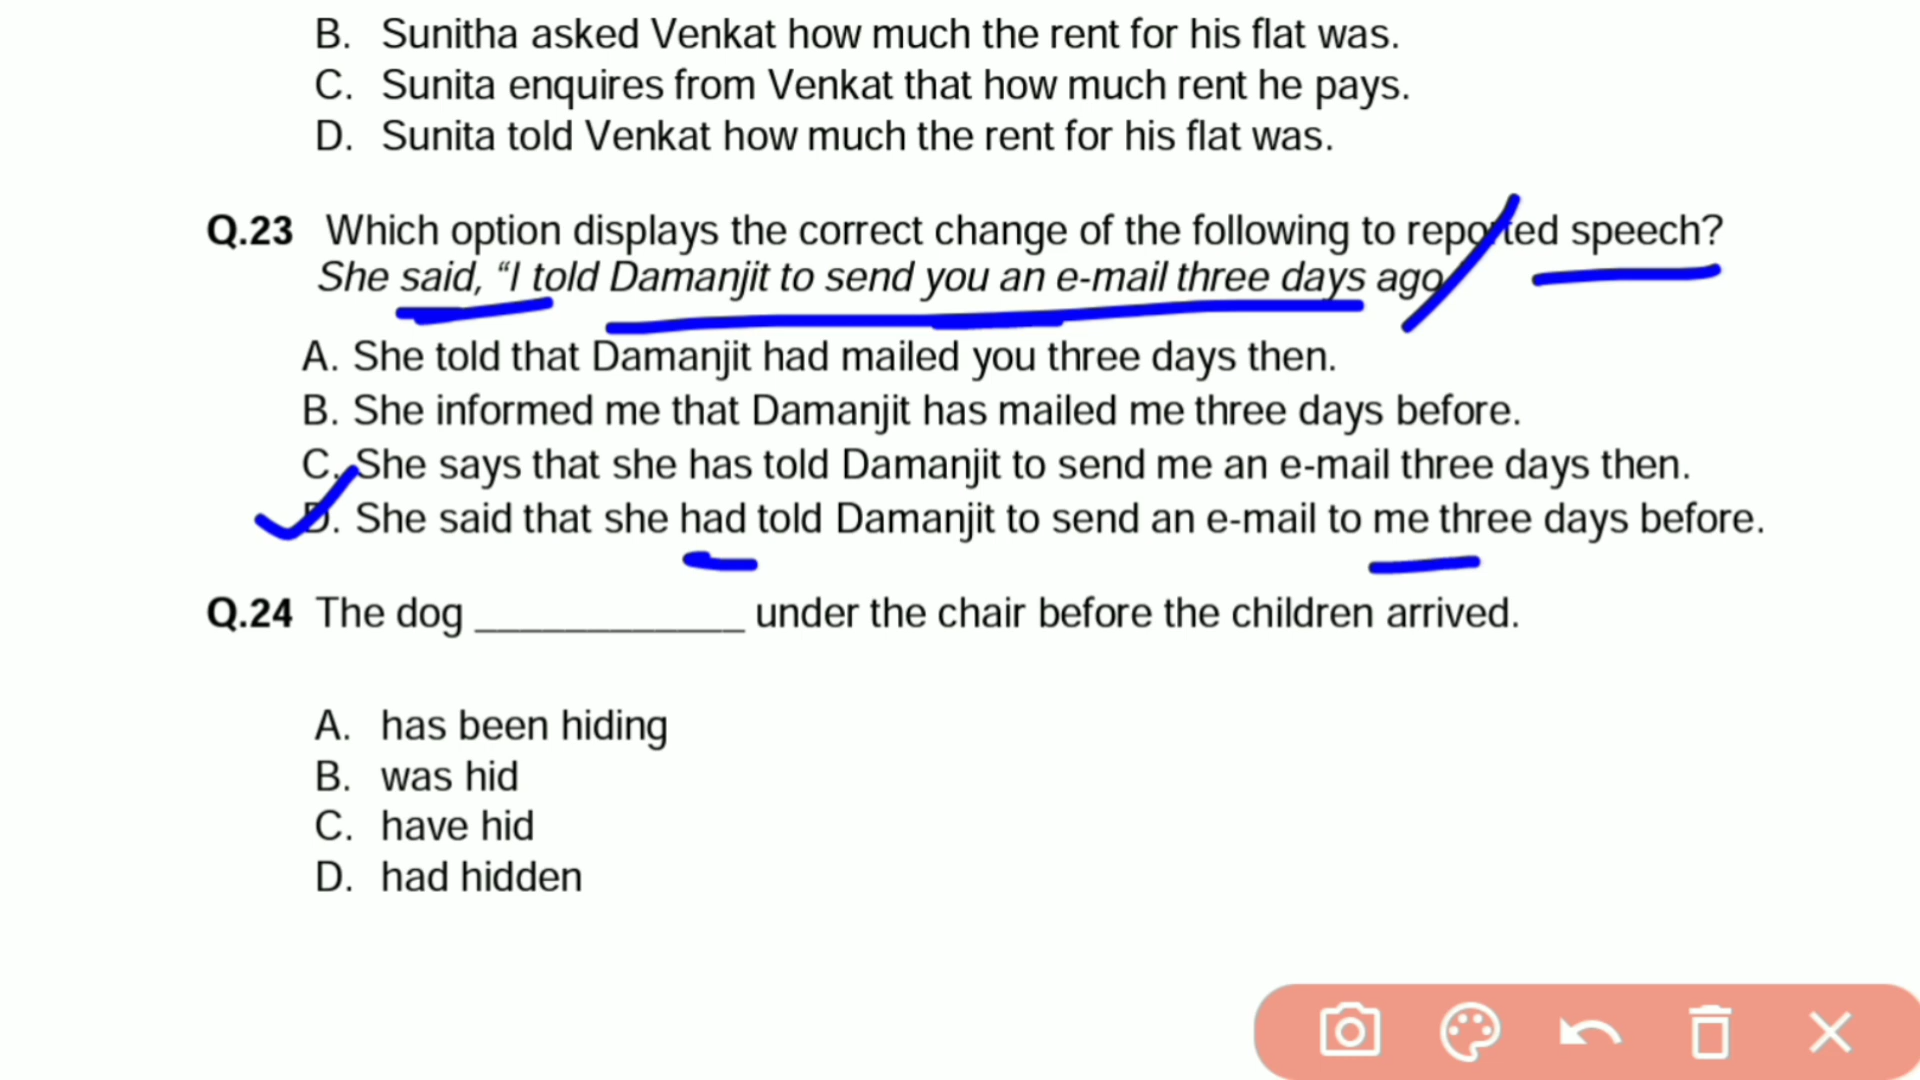 B. Sunitha asked Venkat how much the rent for his flat was.
C. Sunita enquires from Venkat that how much rent he pays.
D. Sunita told Venkat how much the rent for his flat was.
Q.23 Which option displays the correct change of the following to reported speech?
She said, “I told Damanjit to send you an e-mail three days ago
A. She told that Damanjit had mailed you three days then.
B. She informed me that Damanjit has mailed me three days before.
C. She says that she has told Damanjit to send me an e-mail three days then.
D. She said that she had told Damanjit to send an e-mail to me three days before.
Q.24 The dog ____________ under the chair before the children arrived.
A. has been hiding
B. was hid
C. have hid
D. had hidden